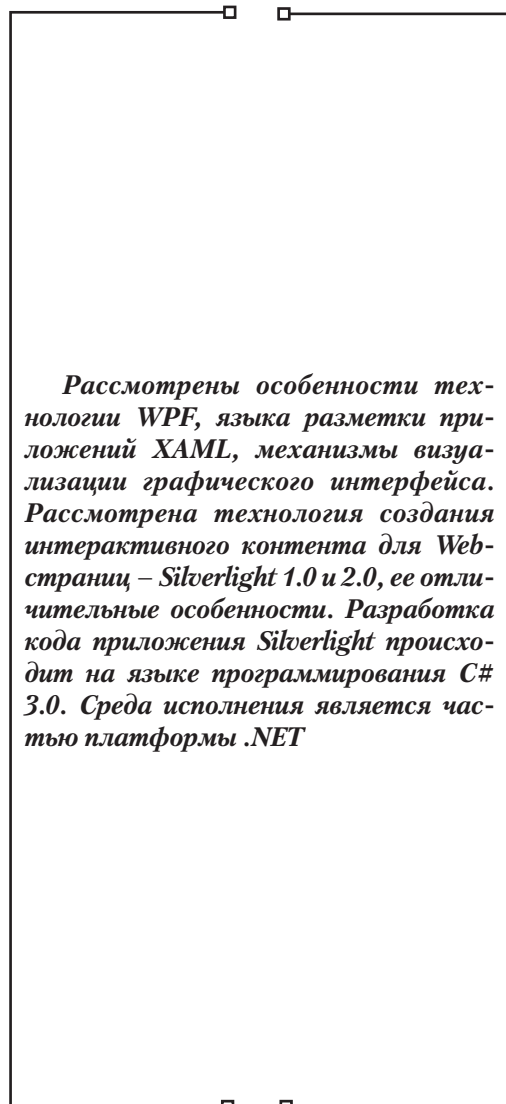 Рассмотрены особенности тех-
нологии WPF, языка разметки при-
ложений XAML, механизмы визуа-
лизации графического интерфейса.
Рассмотрена технология создания
интерактивного контента для Web-
страниц – Silverlight 1.0 и 2.0, ее отли-
чительные особенности. Разработка
кода приложения Silverlight происхо-
дит на языке программирования C#
3.0. Среда исполнения является час-
тью платформы .NET